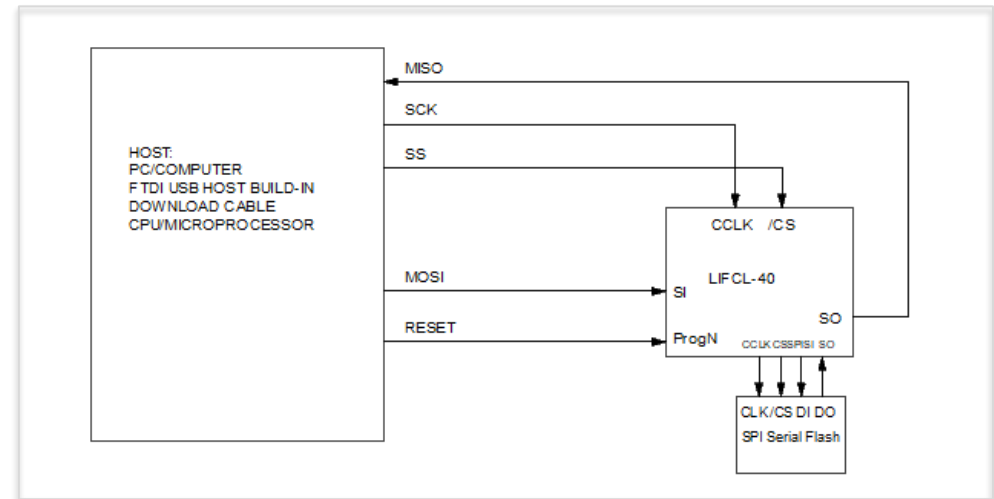 MISO
SCK
SS
HOST:
PC/COMPUTER
FTDI USB HOST BUILD-IN
DOWNLOAD CABLE
CPU/MICROPROCESSOR
CCLK /CS
MOSI
LIFCL-40
SI
SO
RESET
ProgN
CCLK CSSPISI SO
CLK/CS DI DO
SPI Serial Flash